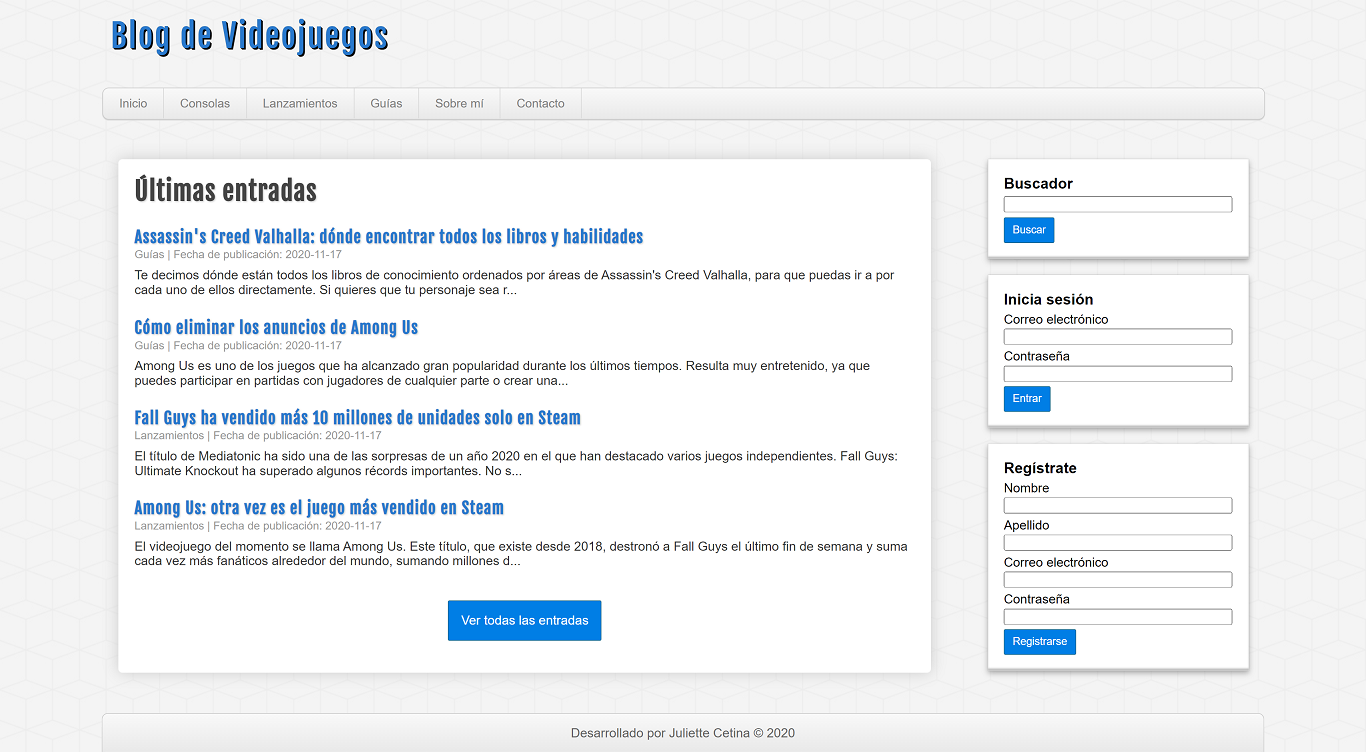 Blog de Videojuegos
Inicio Consolas Lanzamientos Guías Sobre mí Contacto
Últimas entradas
Assassin's Creed Valhalla: dónde encontrar todos los libros y habilidades
Guías | Fecha de publicación: 2020-11-17
Te decimos dónde están todos los libros de conocimiento ordenados por áreas de Assassin's Creed Valhalla, para que puedas ir a por
cada uno de ellos directamente. Si quieres que tu personaje sea r...
Cómo eliminar los anuncios de Among Us
Guías | Fecha de publicación: 2020-11-17
Among Us es uno de los juegos que ha alcanzado gran popularidad durante los últimos tiempos. Resulta muy entretenido, ya que
puedes participar en partidas con jugadores de cualquier parte o crear una...
Fall Guys ha vendido más 10 millones de unidades solo en Steam
Lanzamientos | Fecha de publicación: 2020-11-17
El título de Mediatonic ha sido una de las sorpresas de un año 2020 en el que han destacado varios juegos independientes. Fall Guys:
Ultimate Knockout ha superado algunos récords importantes. No s...
Among Us: otra vez es el juego más vendido en Steam
Lanzamientos | Fecha de publicación: 2020-11-17
El videojuego del momento se llama Among Us. Este título, que existe desde 2018, destronó a Fall Guys el último fin de semana y suma
cada vez más fanáticos alrededor del mundo, sumando millones d...
Ver todas las entradas
Buscador
Buscar
Inicia sesión
Correo electrónico
Contraseña
Entrar
Regístrate
Nombre
Apellido
Correo electrónico
Contraseña
Registrarse
Desarrollado por Juliette Cetina © 2020